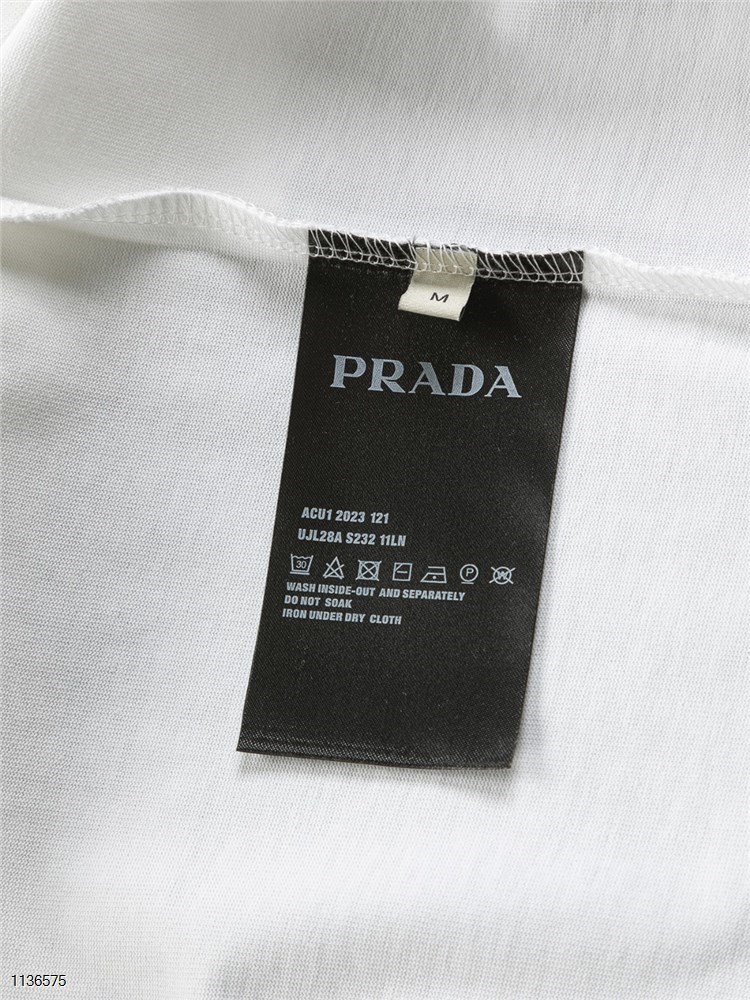 M
PRADA
ACU1 2023 121
UJL28A S232 11LN
30 P W
WASH INSIDE-OUT AND SEPARATELY
DO NOT SOAK
IRON UNDER DRY CLOTH
1136575